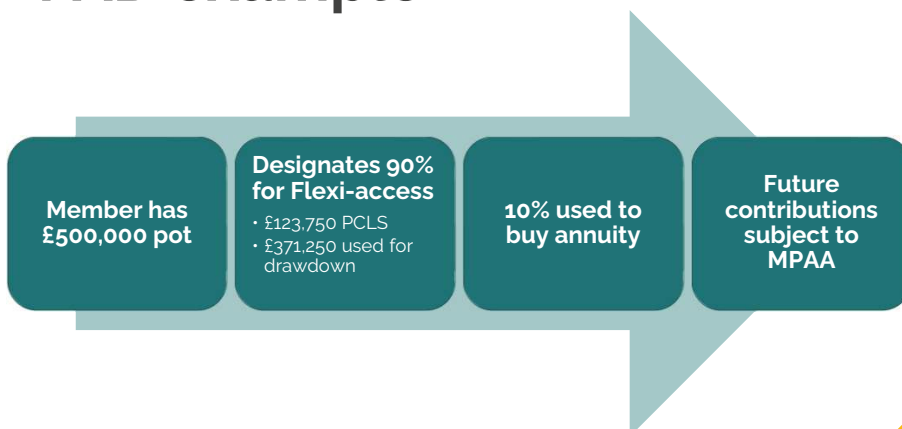 Member has
£500,000 pot
Designates 90%
for Flexi-access
• £123,750 PCLS
• £371,250 used for
drawdown
10% used to
buy annuity
Future
contributions
subject to
MPAA